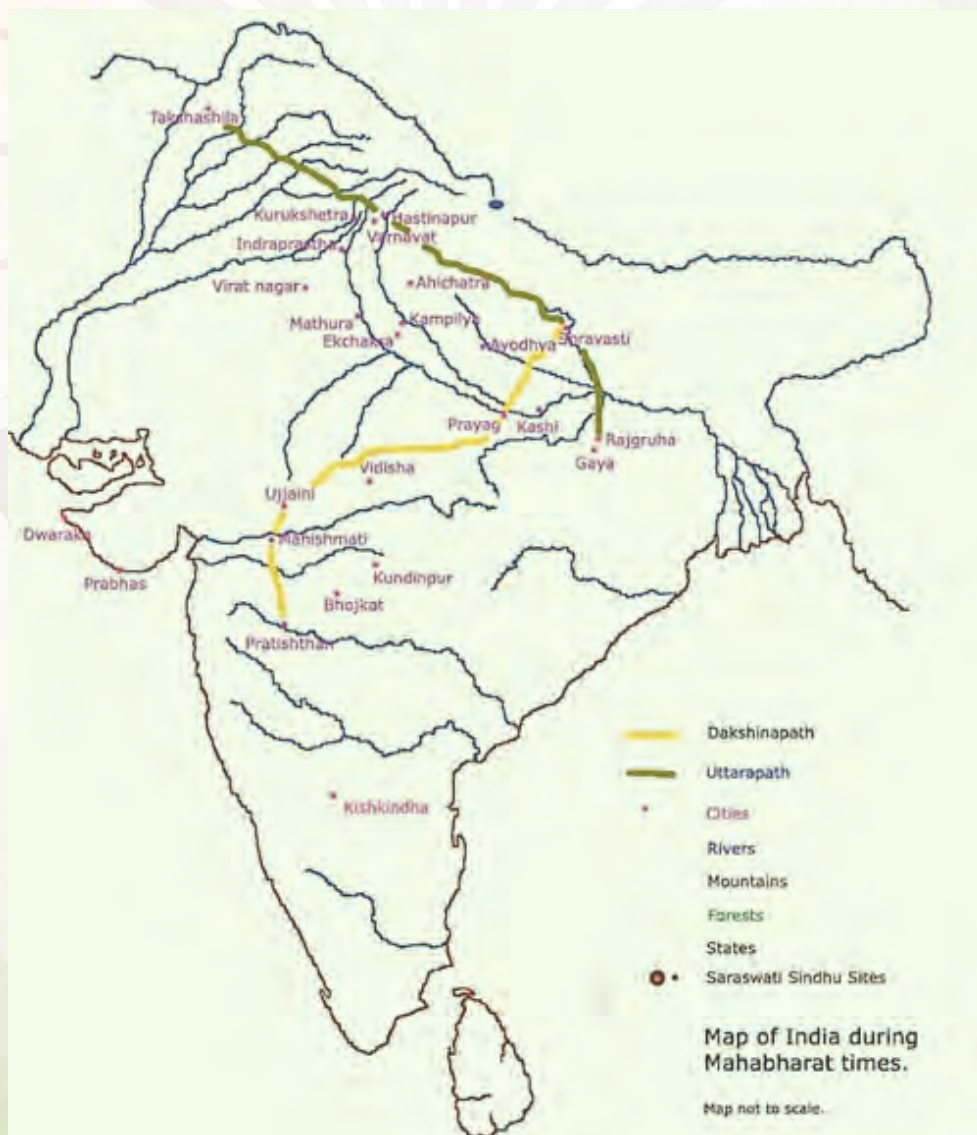 Takshashila
Kurukshetra
Hastinapur
Varnavat
Indraprastha
Virat nagar
Ahichatra
Mathura
Kampilya
Ekchakra
Ayodhya
Shravasti
Prayag
Kashi
Rajgruha
Gaya
Vidisha
Ujjaini
Dwaraka
Mahishmati
Prabhas
Kundinpur
Bhojkat
Pratishthan
Kishkindha
Dakshinapath
Uttarapath
Cities
Rivers
Mountains
Forests
States
Saraswati Sindhu Sites
Map of India during
Mahabharat times.
Map not to scale.